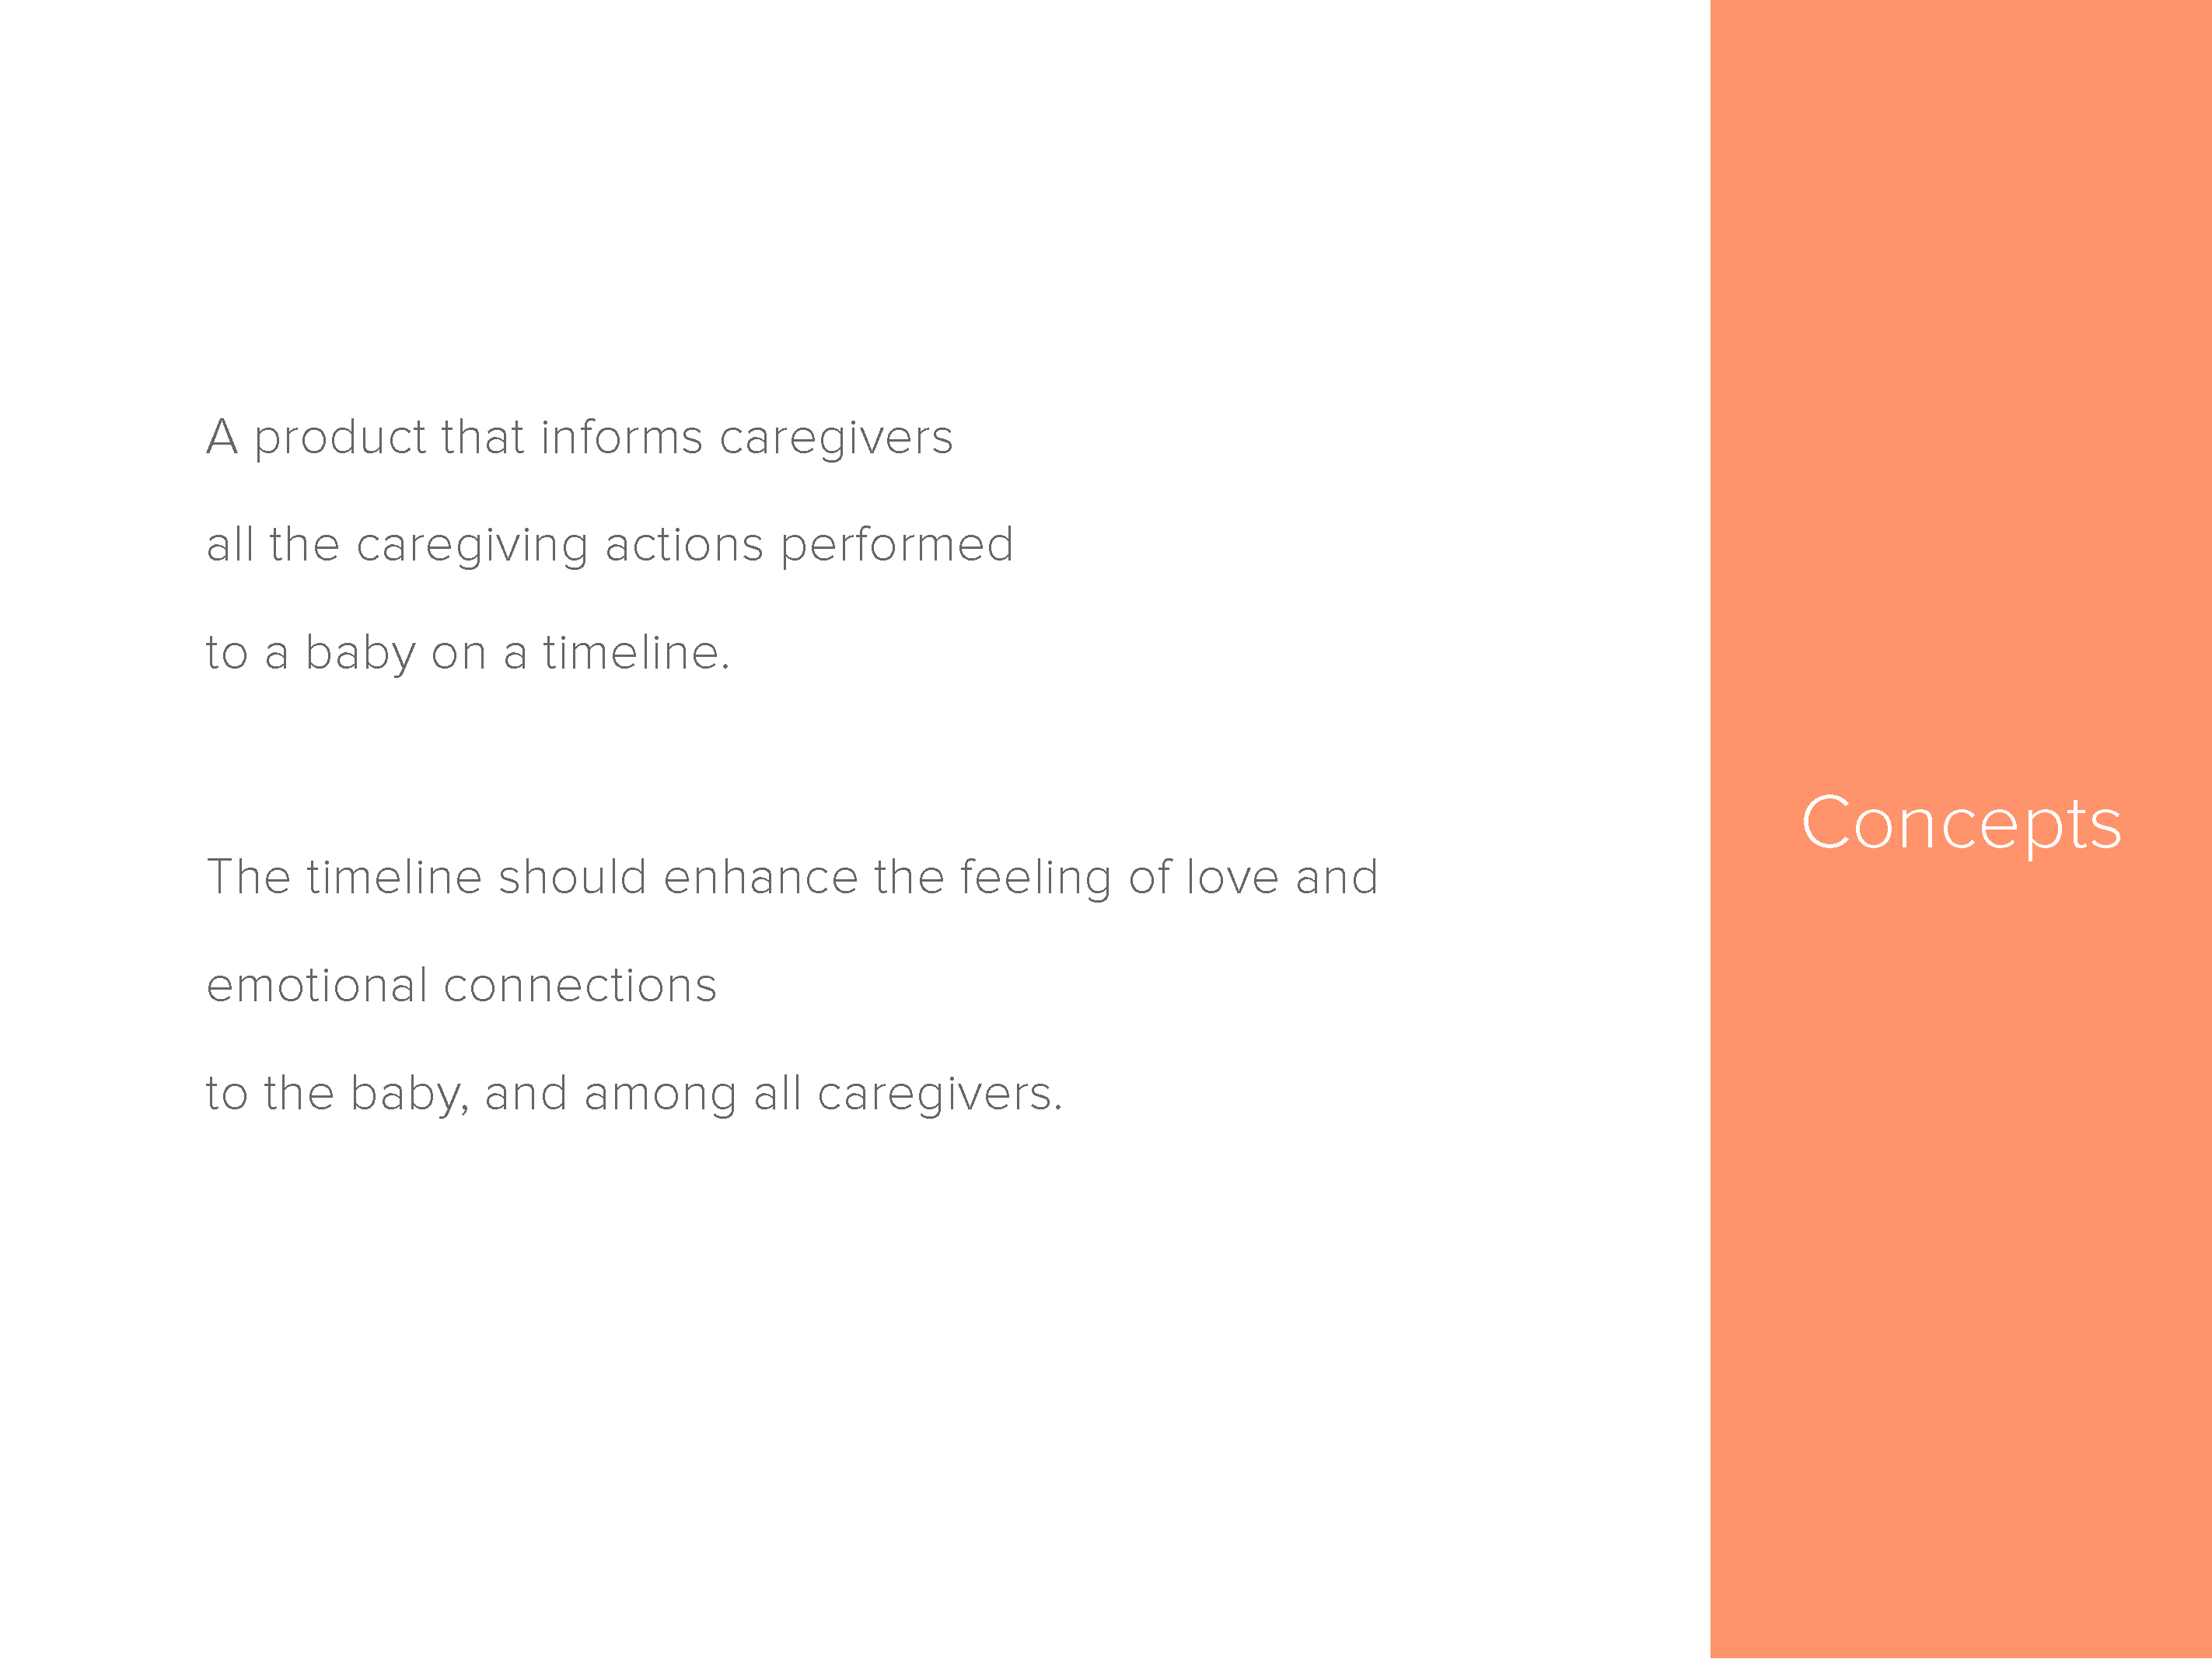 A product that informs caregivers
all the caregiving actions performed
to a baby on a timeline.
The timeline should enhance the feeling of love and
emotional connections
to the baby, and among all caregivers.
Concepts